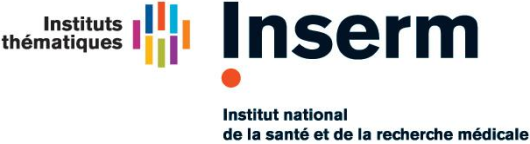 Instituts
thématiques
Inserm
Institut national
de la santé et de la recherche médicale